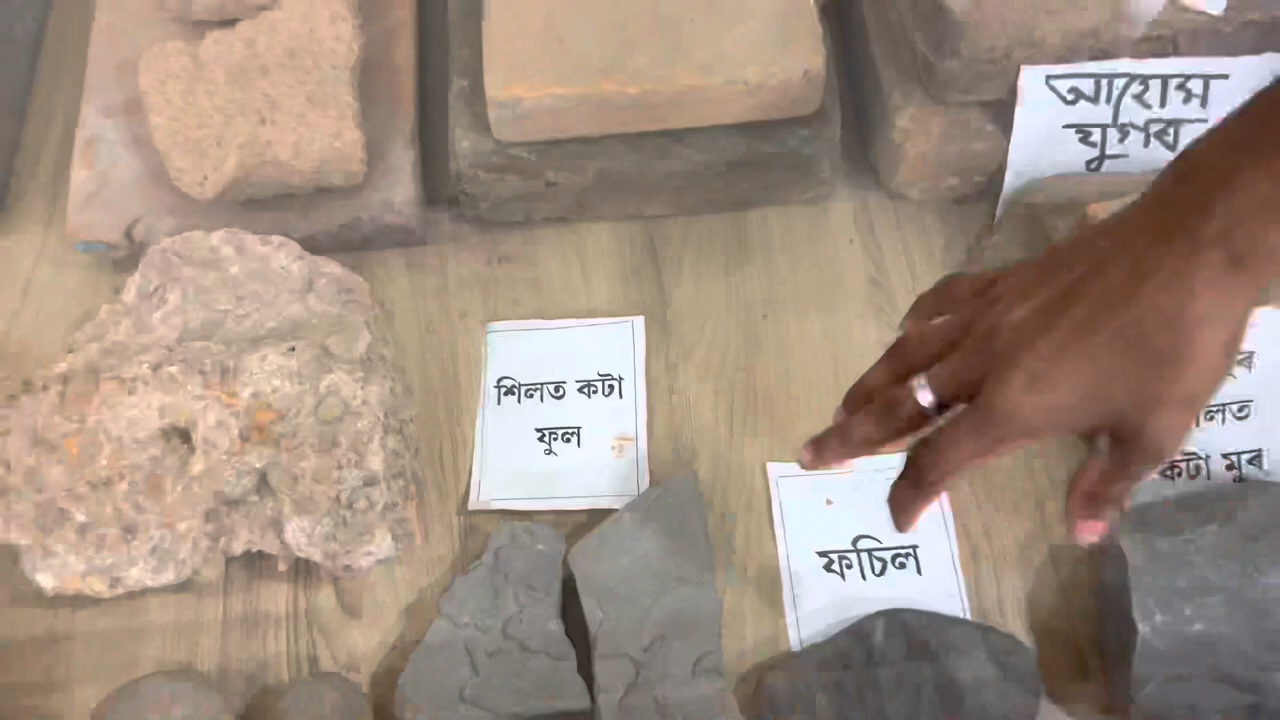 আহোম
যুগৰ
শিলত কটা
ফুল
ফচিল
লত
কটা মুৰ